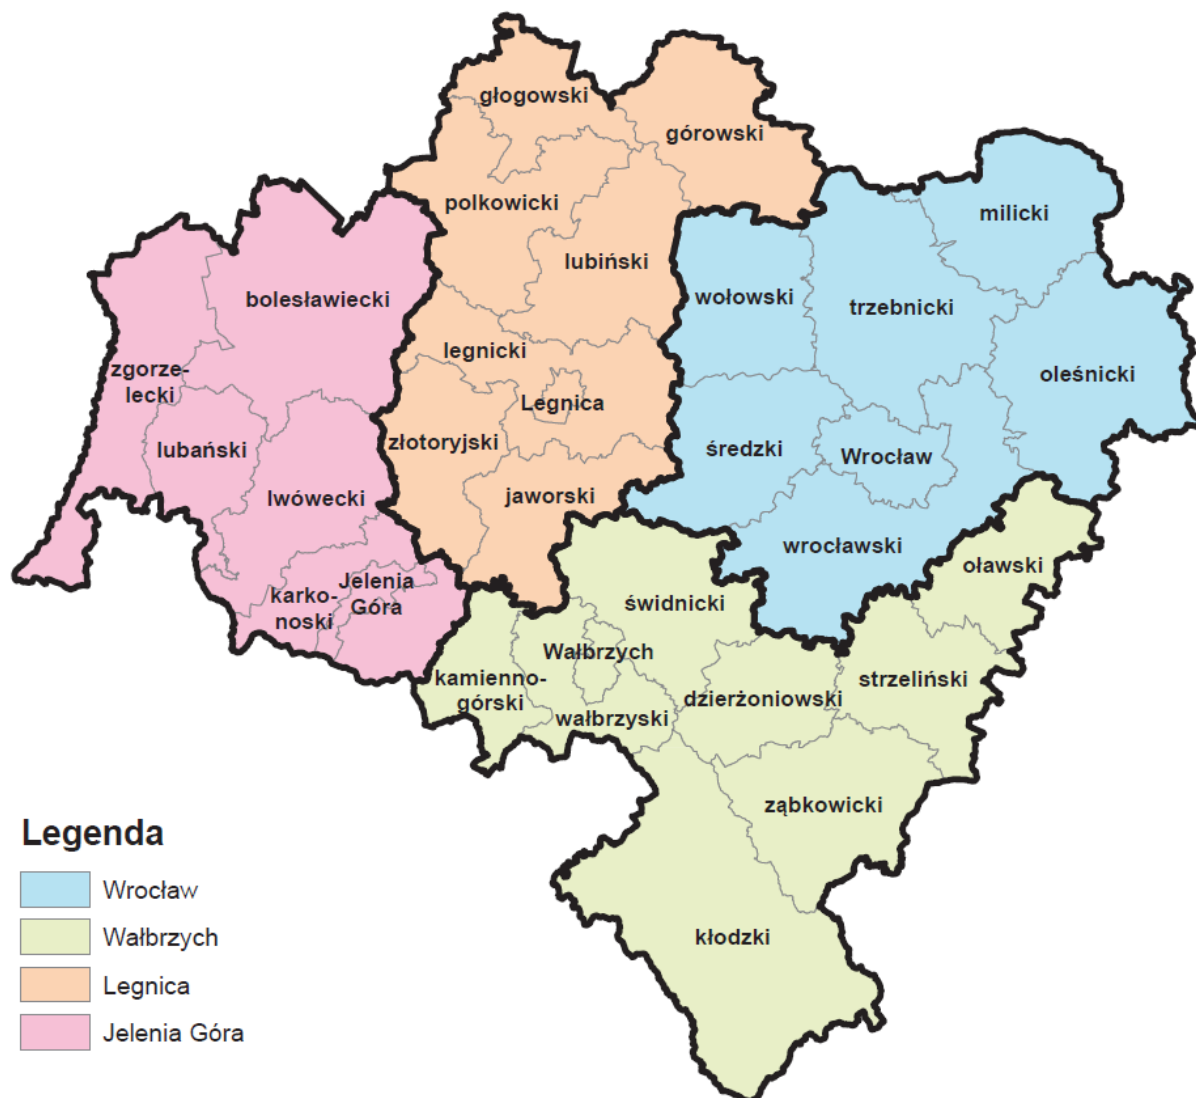 głogowski
górowski
polkowicki
milicki
lubiński
bolesławiecki
wołowski
trzebnicki
legnicki
zgorze-
lecki
oleśnicki
Legnica
złotoryjski
lubański
średzki
Wrocław
lwówecki
jaworski
wrocławski
oławski
karko-
noski
Jelenia
Góra
świdnicki
Wałbrzych
kamienno-
górski
wałbrzyski
dzierżoniowski
strzeliński
ząbkowicki
kłodzki
Legenda
Wrocław
Wałbrzych
Legnica
Jelenia Góra